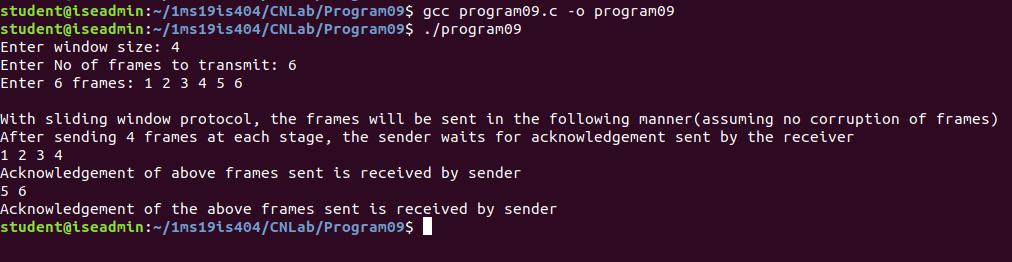 student@iseadmin:~/1ms19is404/CNLab/Program09$ gcc program09.c -o program09
student@iseadmin:~/1ms19is404/CNLab/Program09$ ./program09
Enter window size: 4
Enter No of frames to transmit: 6
Enter 6 frames: 1 2 3 4 5 6
With sliding window protocol, the frames will be sent in the following manner(assuming no corruption of frames)
After sending 4 frames at each stage, the sender waits for acknowledgement sent by the receiver
1 2 3 4
Acknowledgement of above frames sent is received by sender
5 6
Acknowledgement of the above frames sent is received by sender
student@iseadmin:~/1ms19is404/CNLab/Program09$